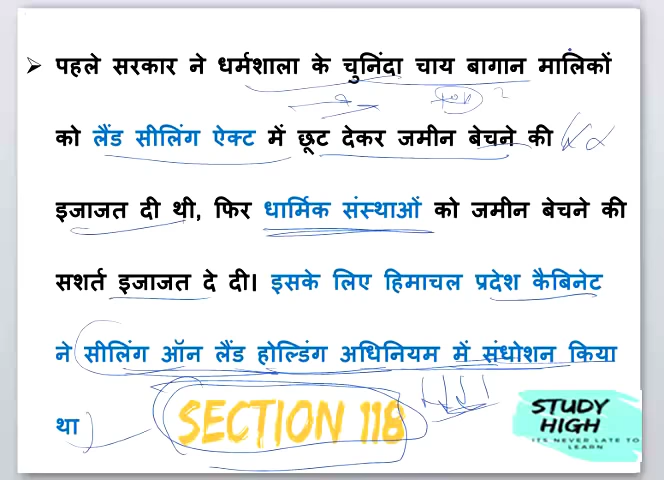 ➤ पहले सरकार ने धर्मशाला के चुनिंदा चाय बागान मालिकों
को लैंड सीलिंग ऐक्ट में छूट देकर जमीन बेचने की
इजाजत दी थी, फिर धार्मिक संस्थाओं को जमीन बेचने की
सशर्त इजाजत दे दी। इसके लिए हिमाचल प्रदेश कैबिनेट
ने सीलिंग ऑन लैंड होल्डिंग अधिनियम में संधोशन किया
था
SECTION 118
STUDY
HIGH
ITS NEVER LATE TO
LEARN